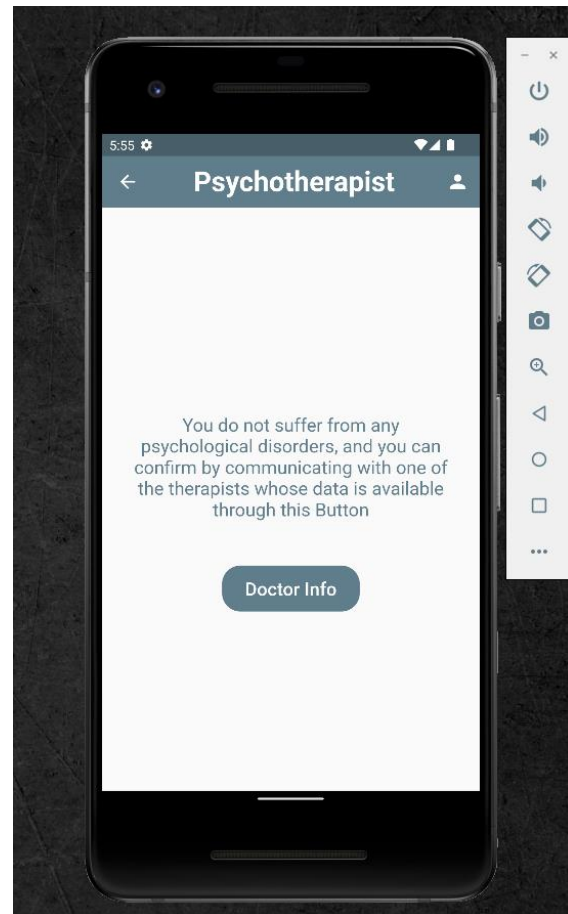 5:55
Psychotherapist
You do not suffer from any
psychological disorders, and you can
confirm by communicating with one of
the therapists whose data is available
through this Button
Doctor Info